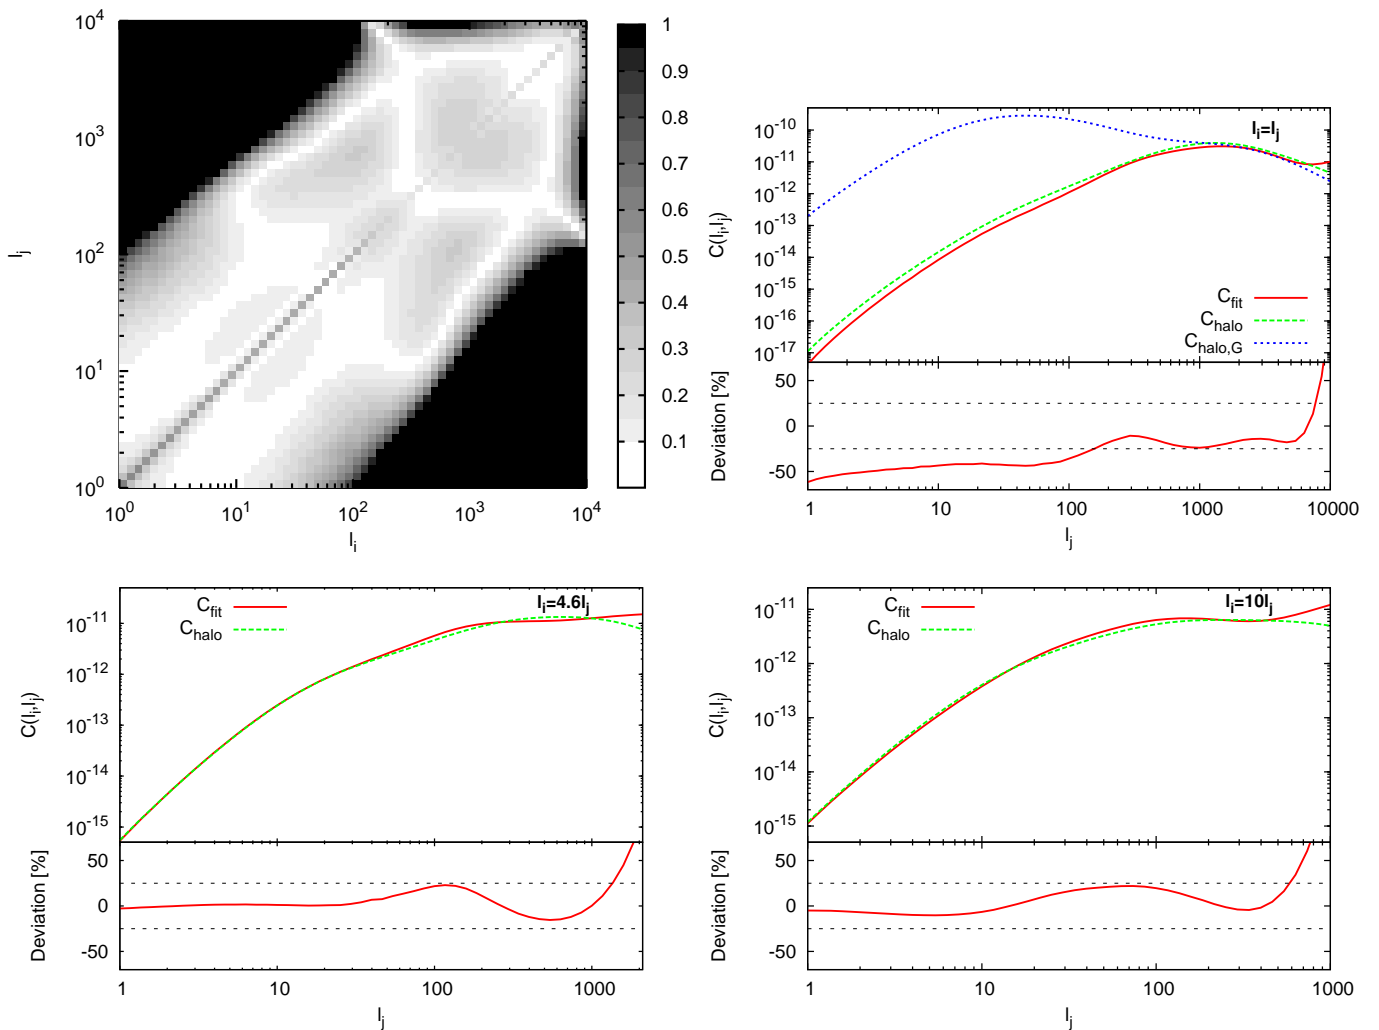 10^4
10^3
10^2
10^1
10^0
l_j
10^0 10^1 10^2 10^3 10^4
l_i
1
0.9
0.8
0.7
0.6
0.5
0.4
0.3
0.2
0.1
l_i=l_j
10^-10
10^-11
10^-12
10^-13
10^-14
10^-15
10^-16
10^-17
C(l_i,l_j)
C_fit
C_halo
C_halo,G
50
0
-50
Deviation [%]
1 10 100 1000 10000
l_j
C_fit
C_halo
l_i=4.6l_j
10^-11
10^-12
10^-13
10^-14
10^-15
C(l_i,l_j)
50
0
-50
Deviation [%]
1 10 100 1000
l_j
C_fit
C_halo
l_i=10l_j
10^-11
10^-12
10^-13
10^-14
10^-15
C(l_i,l_j)
50
0
-50
Deviation [%]
1 10 100 1000
l_j